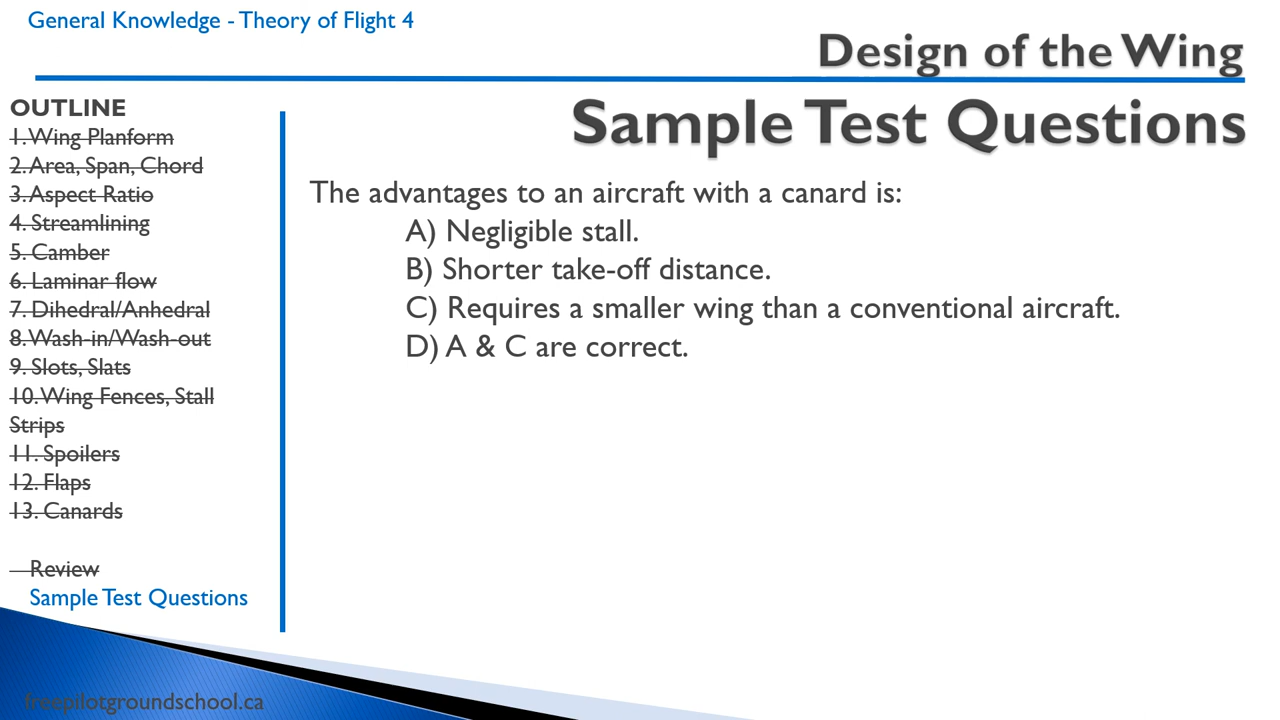 General Knowledge - Theory of Flight 4
Design of the Wing
Sample Test Questions
OUTLINE
1. Wing Planform
2. Area, Span, Chord
3. Aspect Ratio
4. Streamlining
5. Camber
6. Laminar flow
7. Dihedral/Anhedral
8. Wash-in/Wash-out
9. Slots, Slats
10. Wing Fences, Stall
Strips
11. Spoilers
12. Flaps
13. Canards
Review
Sample Test Questions
The advantages to an aircraft with a canard is:
A) Negligible stall.
B) Shorter take-off distance.
C) Requires a smaller wing than a conventional aircraft.
D) A & C are correct.
freepilotgroundschool.ca